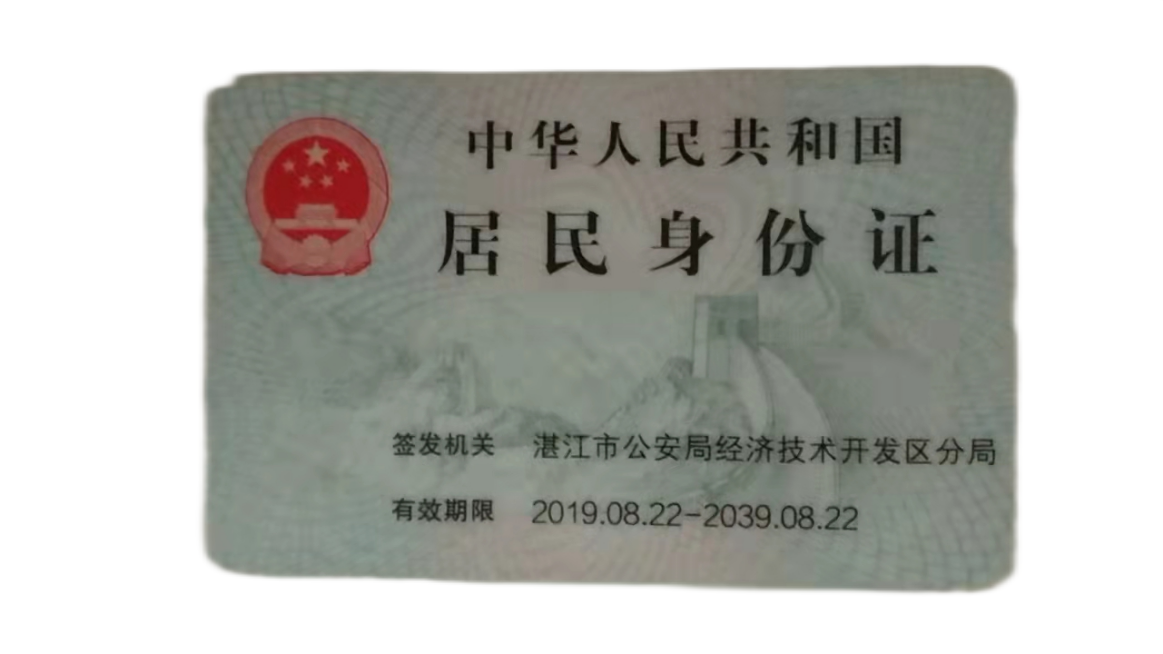 中华人民共和国
居民身份证
签发机关 湛江市公安局经济技术开发区分局
有效期限 2019.08.22-2039.08.22